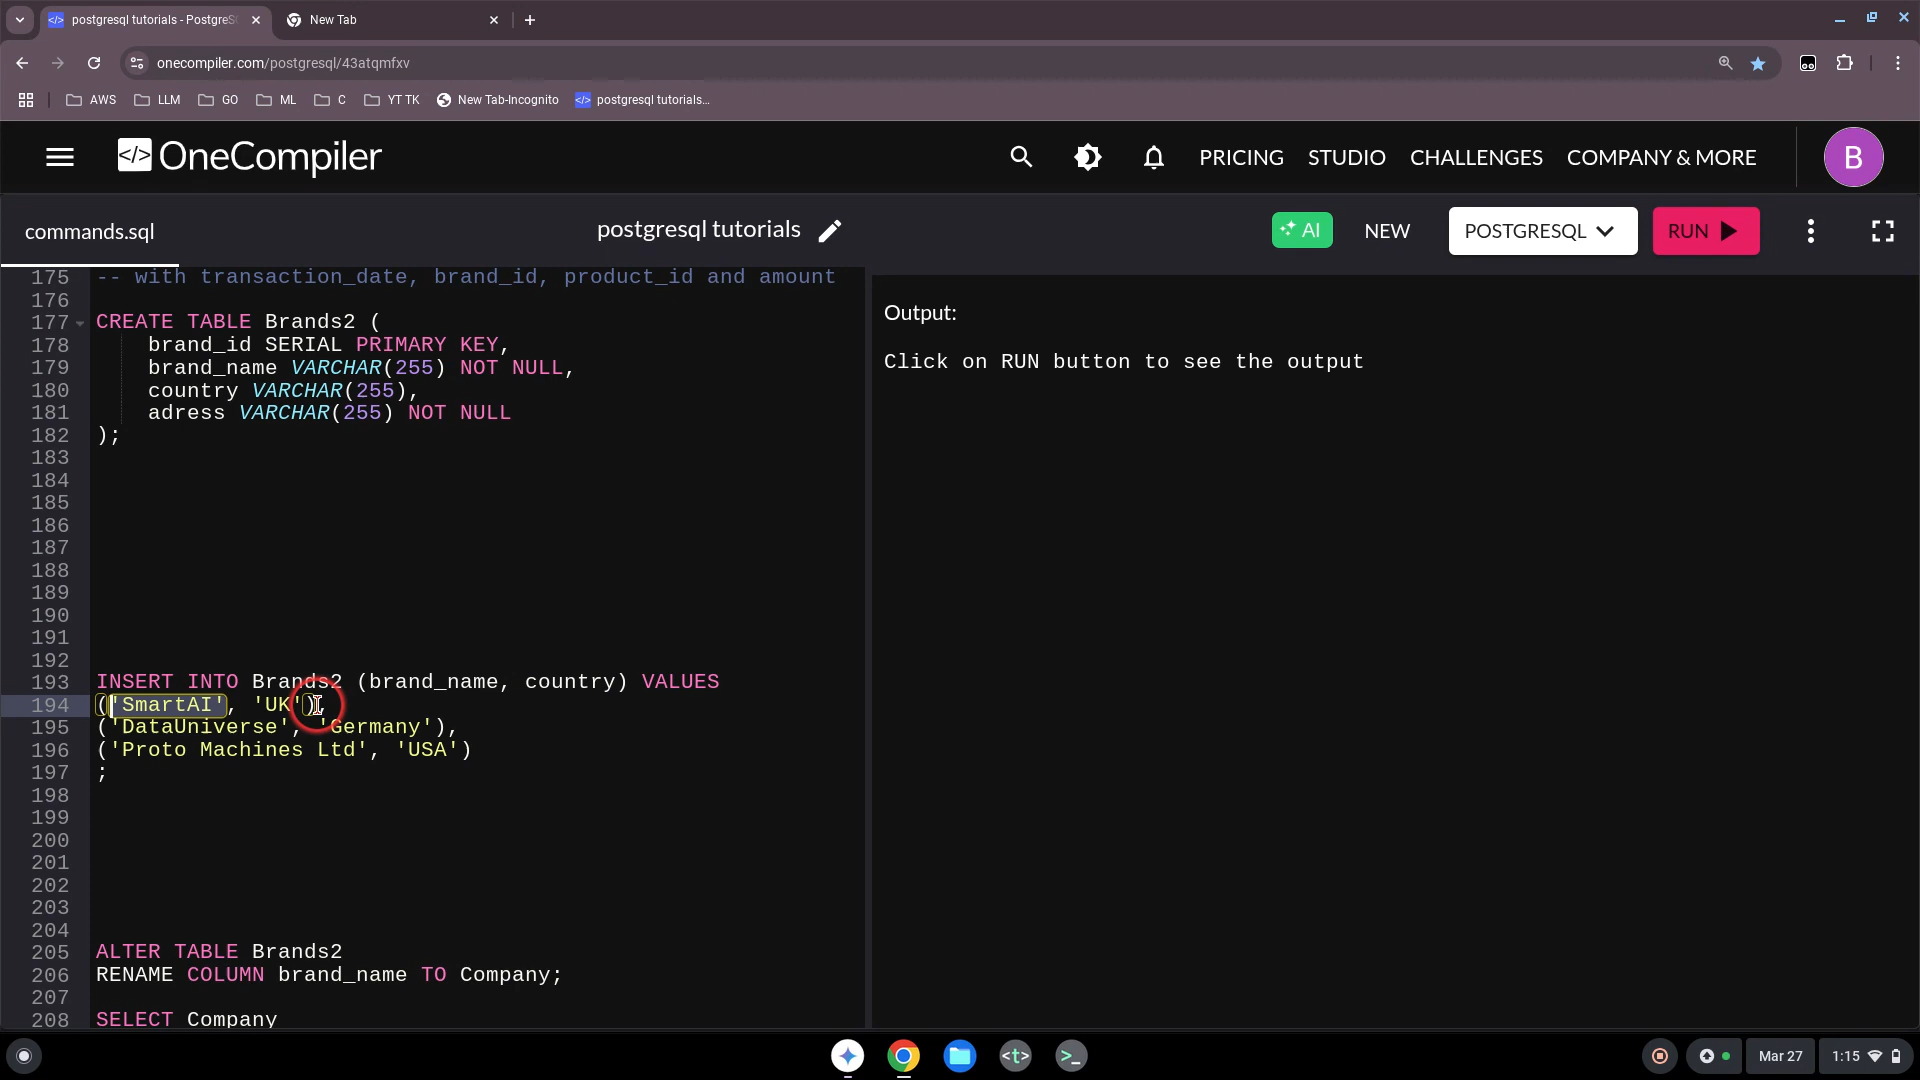 postgresql tutorials - PostgreS
New Tab
onecompiler.com/postgresql/43atqmfxv
AWS
LLM
GO
ML
C
YT TK
New Tab-Incognito
postgresql tutorials...
</> OneCompiler
PRICING
STUDIO
CHALLENGES
COMPANY & MORE
B
commands.sql
postgresql tutorials
AI
NEW
POSTGRESQL
RUN
175 -- with transaction_date, brand_id, product_id and amount
176
177 CREATE TABLE Brands2 (
178 brand_id SERIAL PRIMARY KEY,
179 brand_name VARCHAR(255) NOT NULL,
180 country VARCHAR(255),
181 adress VARCHAR(255) NOT NULL
182 );
183
184
185
186
187
188
189
190
191
192
193 INSERT INTO Brands2 (brand_name, country) VALUES
194 ('SmartAI', 'UK'),
195 ('DataUniverse', 'Germany'),
196 ('Proto Machines Ltd', 'USA')
197 ;
198
199
200
201
202
203
204
205 ALTER TABLE Brands2
206 RENAME COLUMN brand_name TO Company;
207
208 SELECT Company
Output:
Click on RUN button to see the output
<t>
>_
Mar 27
1:15